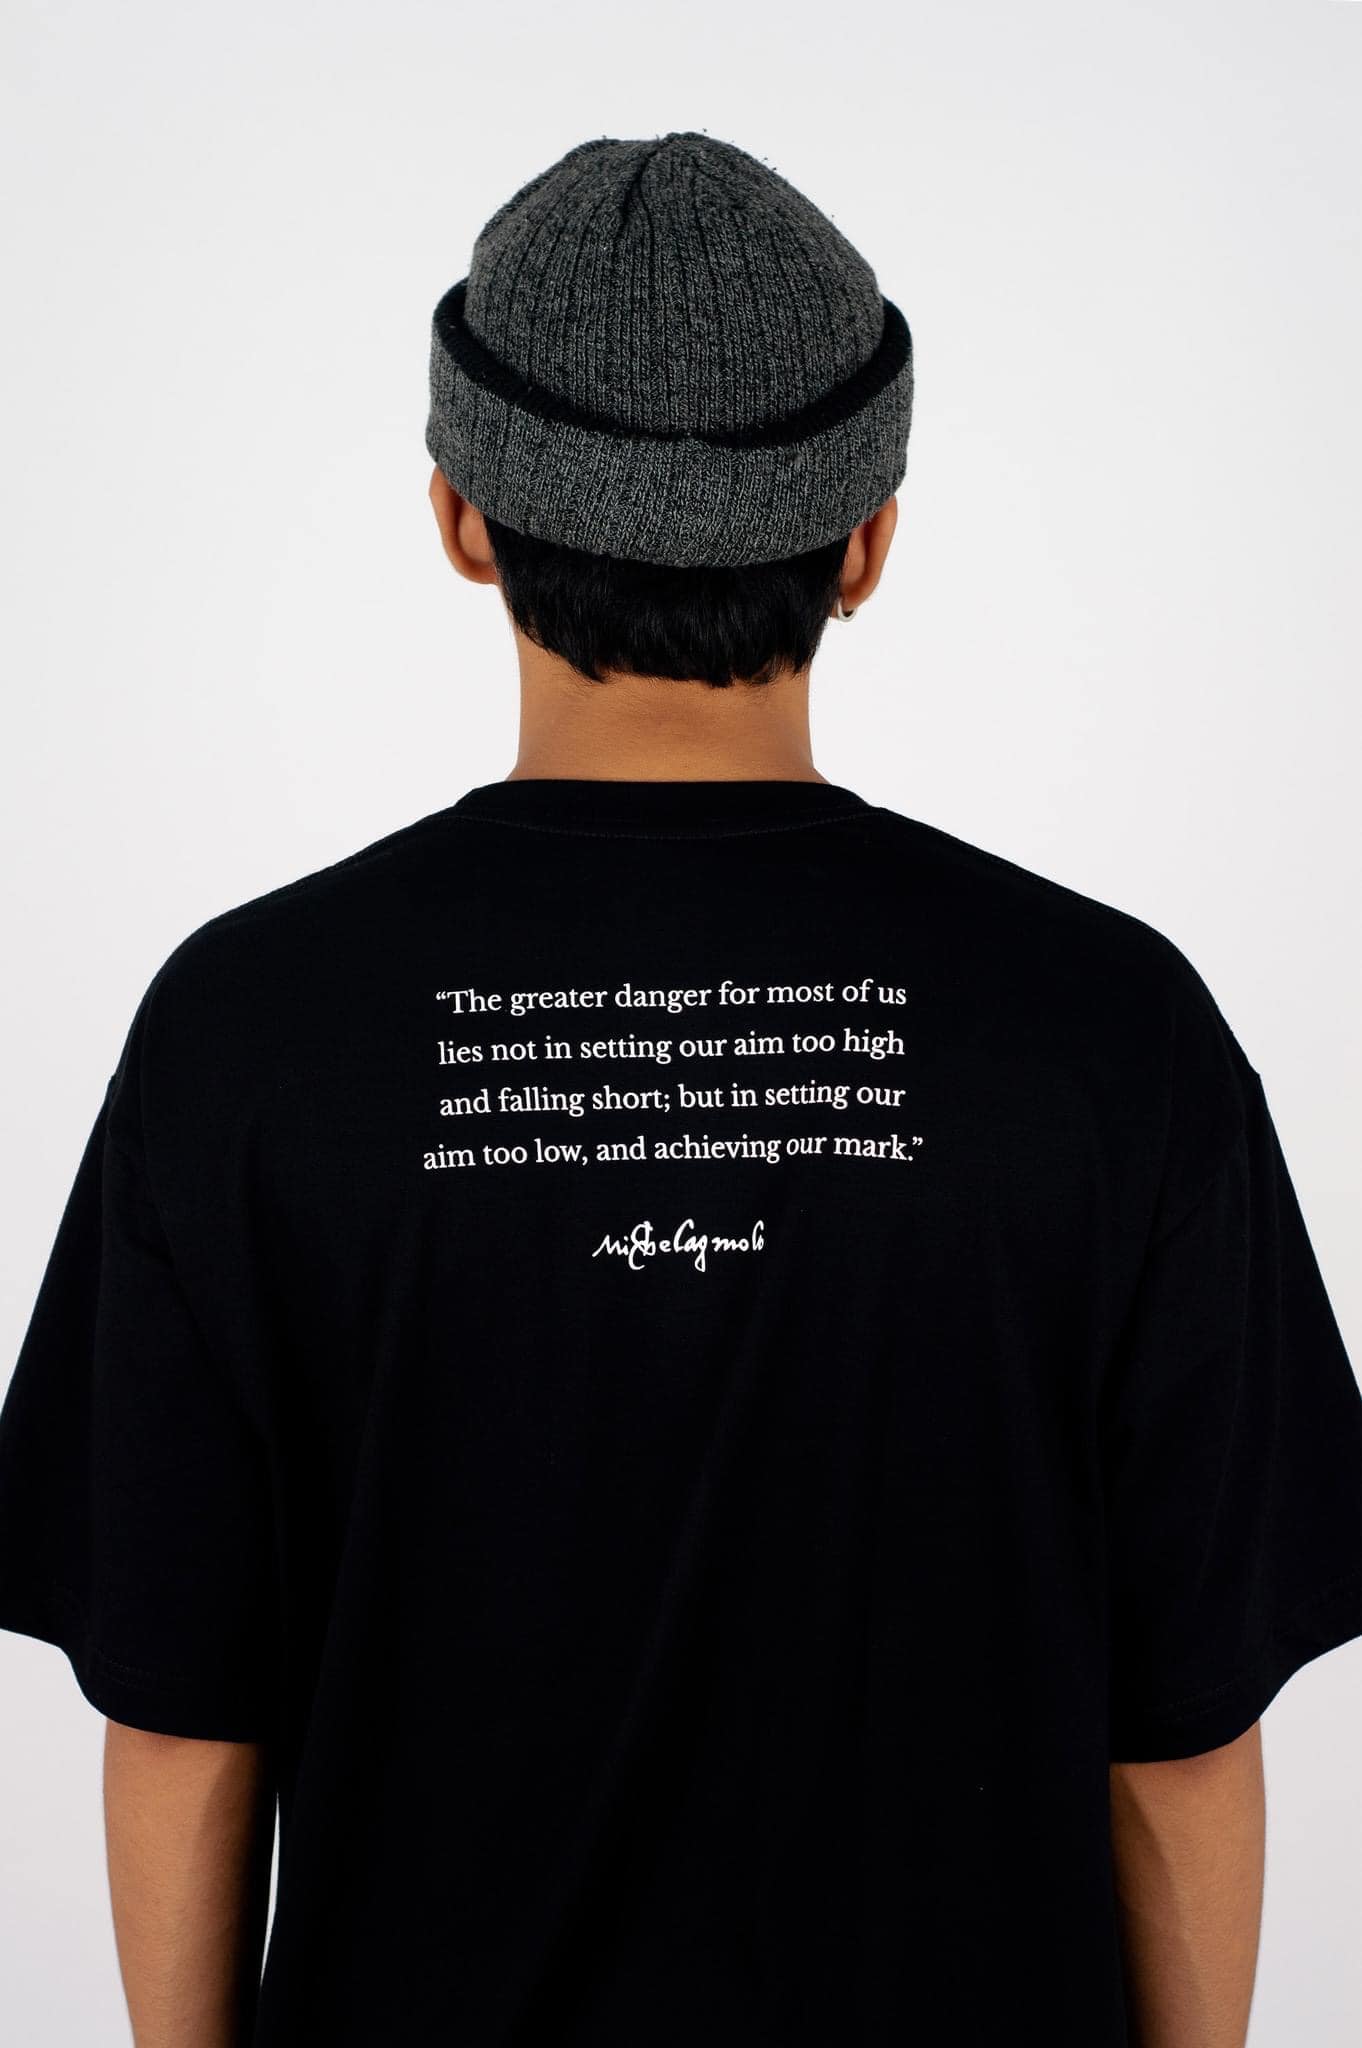 “The greater danger for most of us
lies not in setting our aim too high
and falling short; but in setting our
aim too low, and achieving our mark.”
Michelagniolo